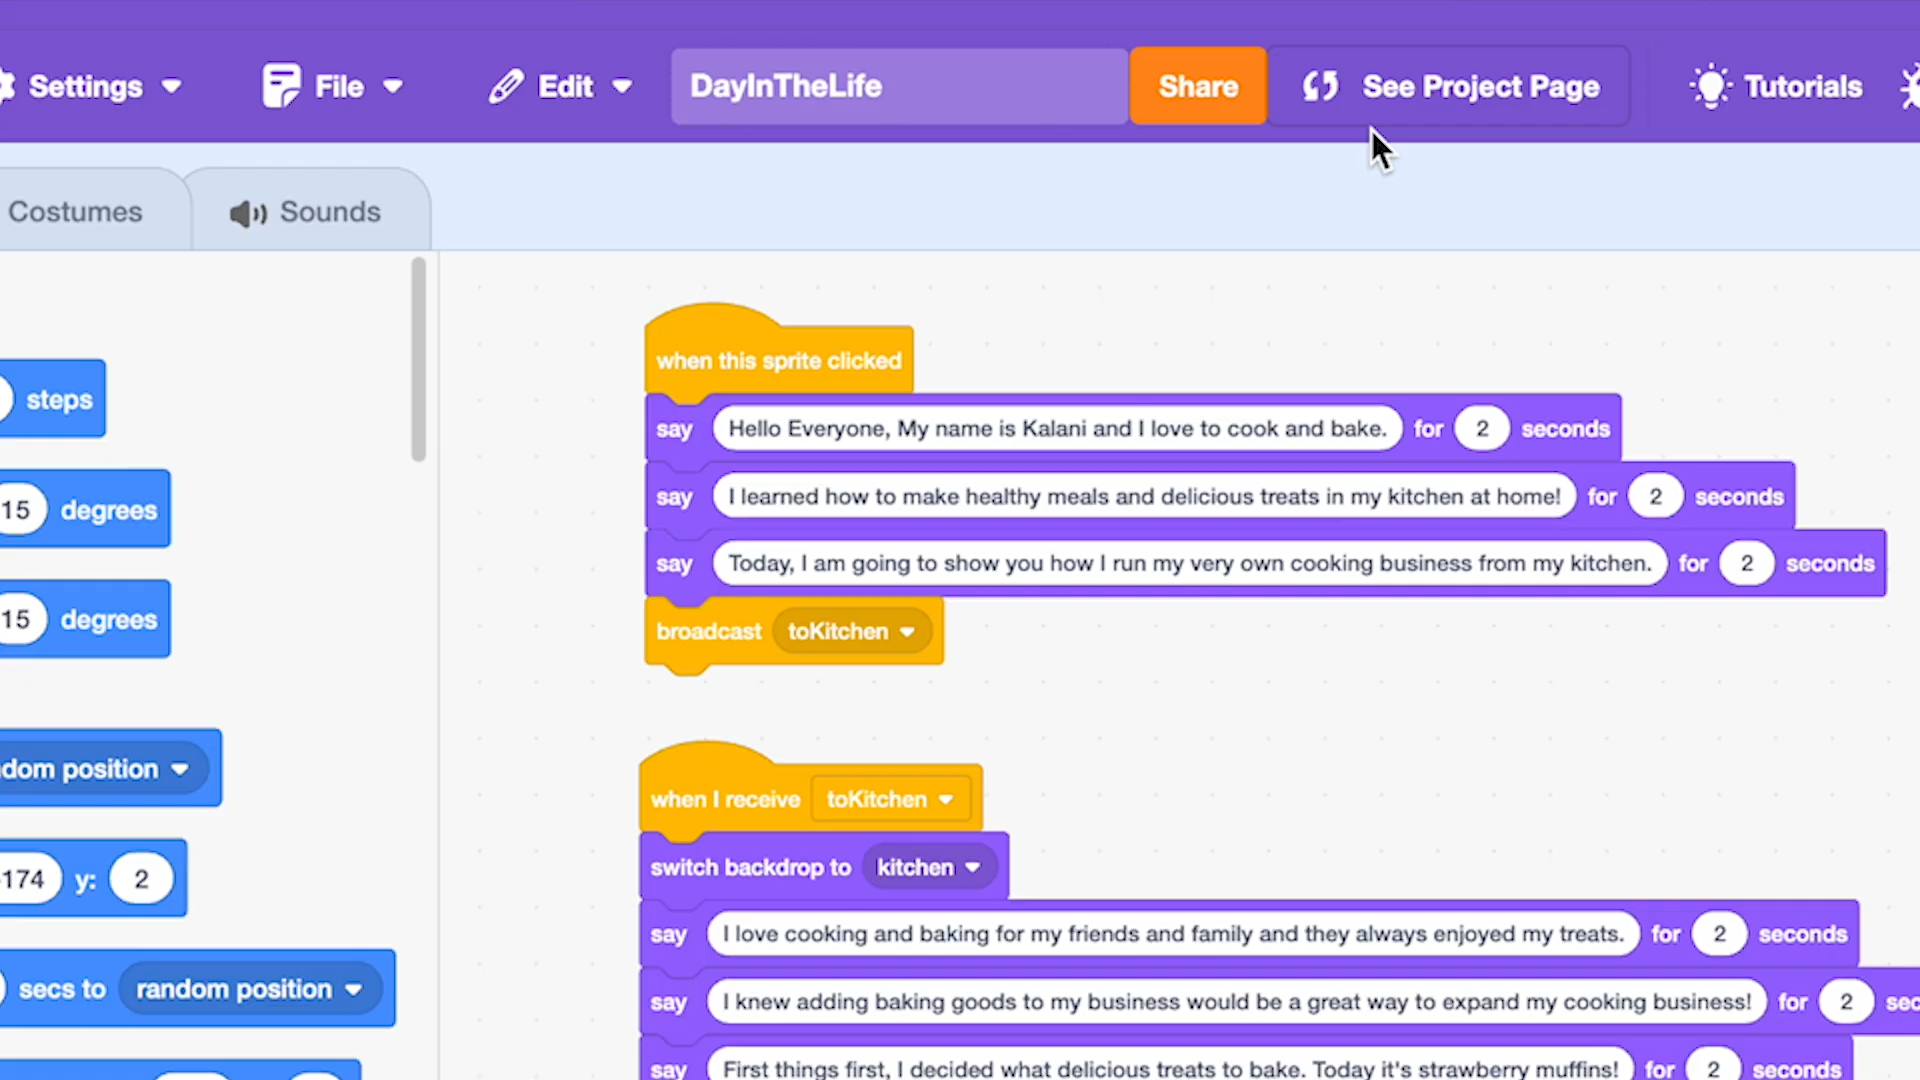 Settings File Edit DayInTheLife Share See Project Page Tutorials
Costumes Sounds
steps
15 degrees
15 degrees
dom position
174 y: 2
secs to random position
when this sprite clicked
say Hello Everyone, My name is Kalani and I love to cook and bake. for 2 seconds
say I learned how to make healthy meals and delicious treats in my kitchen at home! for 2 seconds
say Today, I am going to show you how I run my very own cooking business from my kitchen. for 2 seconds
broadcast toKitchen
when I receive toKitchen
switch backdrop to kitchen
say I love cooking and baking for my friends and family and they always enjoyed my treats. for 2 seconds
say I knew adding baking goods to my business would be a great way to expand my cooking business! for 2 sec
say First things first, I decided what delicious treats to bake. Today it's strawberry muffins! for 2 seconds